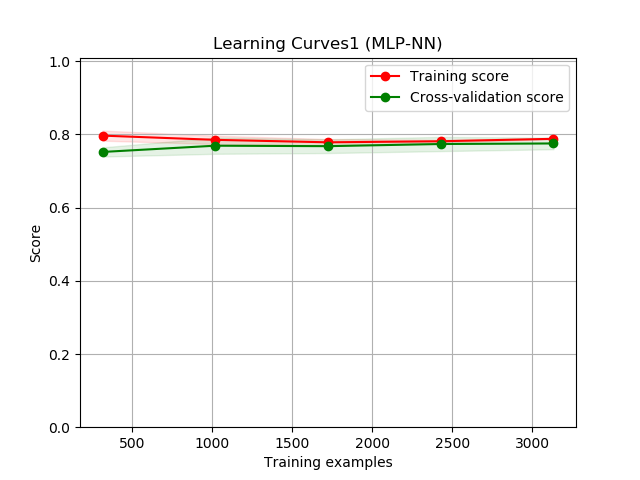 Learning Curves1 (MLP-NN)
1.0
0.8
0.6
0.4
0.2
0.0
Score
Training score
Cross-validation score
500 1000 1500 2000 2500 3000
Training examples